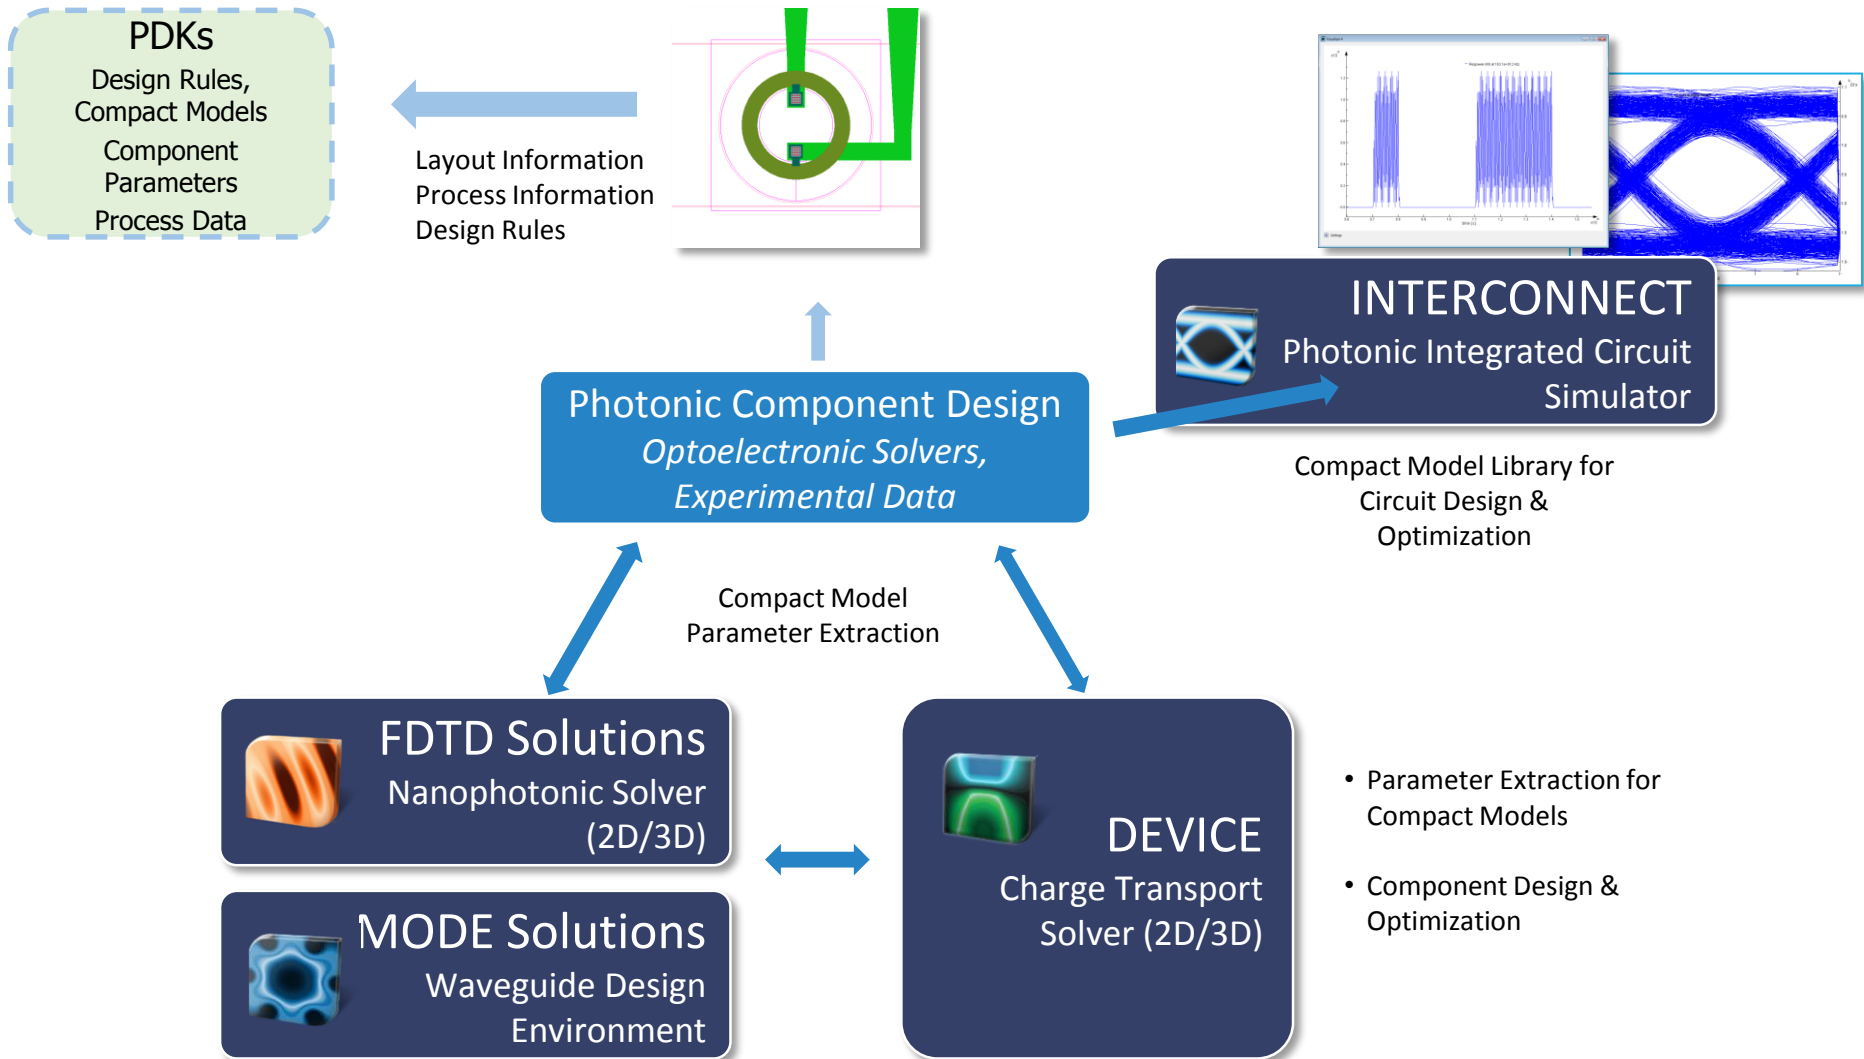 PDKs
Design Rules,
Compact Models
Component
Parameters
Process Data
Layout Information
Process Information
Design Rules
INTERCONNECT
Photonic Integrated Circuit
Simulator
Photonic Component Design
Optoelectronic Solvers,
Experimental Data
Compact Model Library for
Circuit Design &
Optimization
Compact Model
Parameter Extraction
FDTD Solutions
Nanophotonic Solver
(2D/3D)
MODE Solutions
Waveguide Design
Environment
DEVICE
Charge Transport
Solver (2D/3D)
• Parameter Extraction for
Compact Models
• Component Design &
Optimization